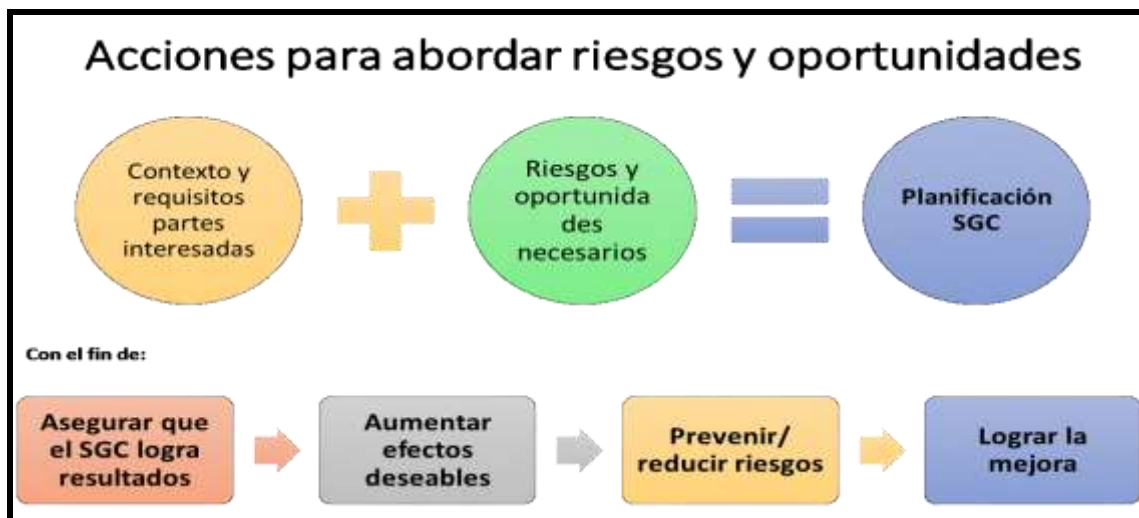 Acciones para abordar riesgos y oportunidades
Contexto y
requisitos
partes
interesadas
Riesgos y
oportunida
des
necesarios
Planificación
SGC
Con el fin de:
Asegurar que
el SGC logra
resultados
Aumentar
efectos
deseables
Prevenir/
reducir riesgos
Lograr la
mejora